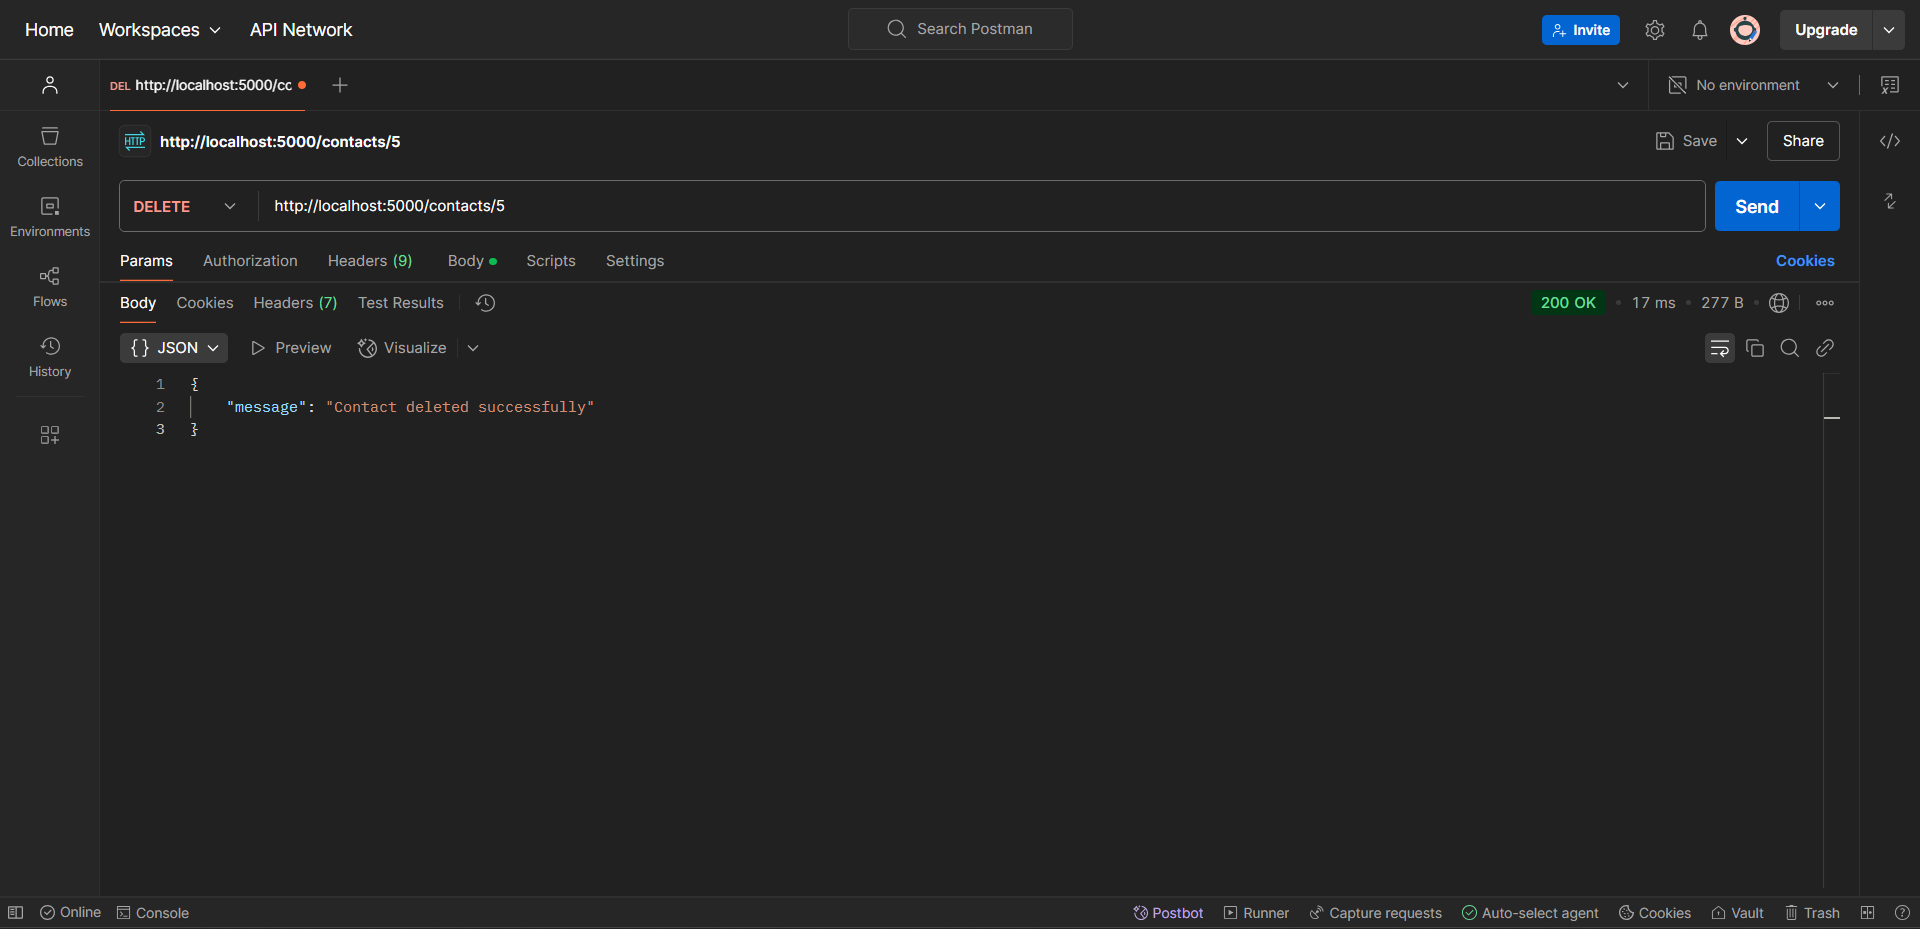 Home Workspaces API Network Search Postman Invite Upgrade
DEL http://localhost:5000/cc No environment
HTTP http://localhost:5000/contacts/5 Save Share
Collections
Environments
Flows
History
DELETE http://localhost:5000/contacts/5 Send
Params Authorization Headers (9) Body Scripts Settings Cookies
Body Cookies Headers (7) Test Results 200 OK 17 ms 277 B
{} JSON Preview Visualize
1 {
2 "message": "Contact deleted successfully"
3 }
Online Console Postbot Runner Capture requests Auto-select agent Cookies Vault Trash